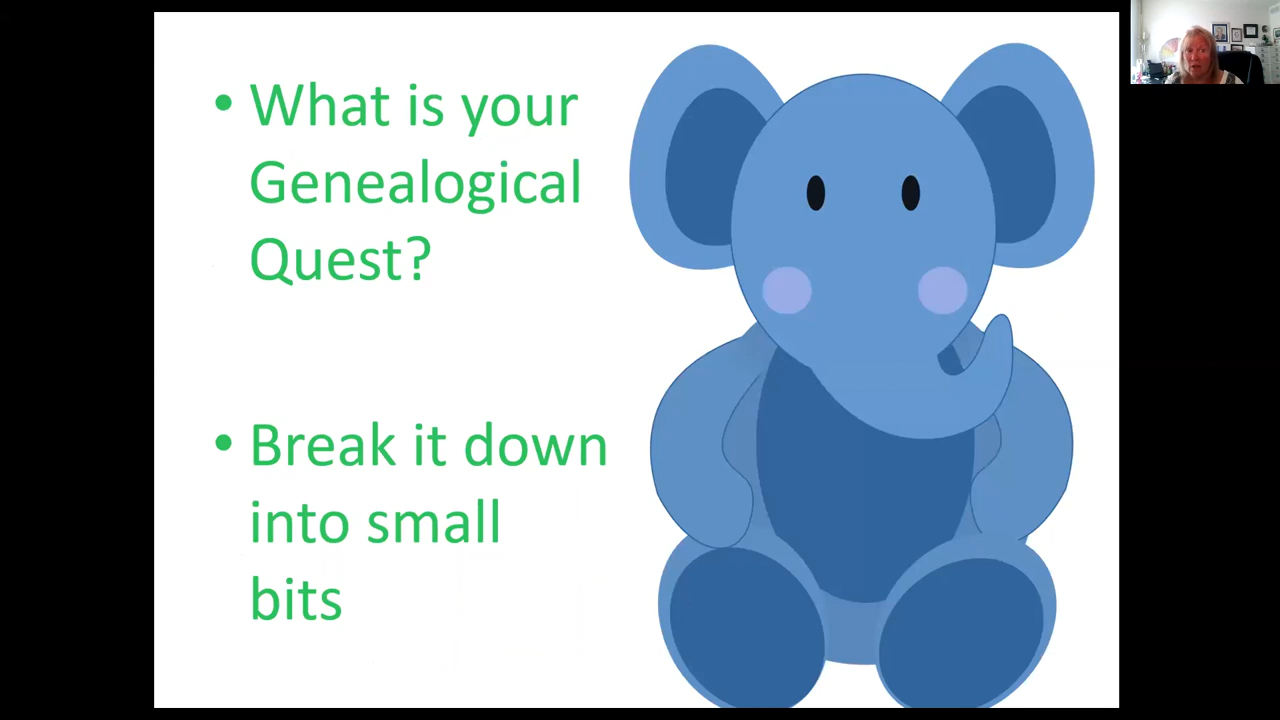 • What is your
Genealogical
Quest?
• Break it down
into small
bits